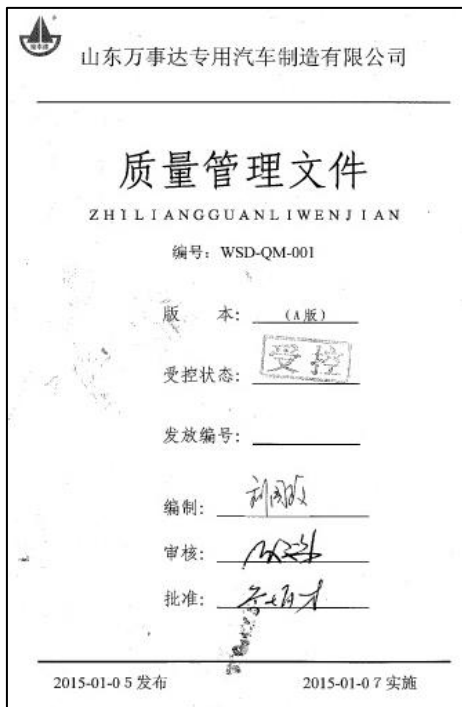 山东万事达专用汽车制造有限公司
质量管理文件
ZHILIANGGUANLIWENJIAN
编号：WSD-QM-001
版 本：（A版）
受控状态：受控
发放编号：
编制：
审核：
批准：
2015-01-05发布 2015-01-07实施